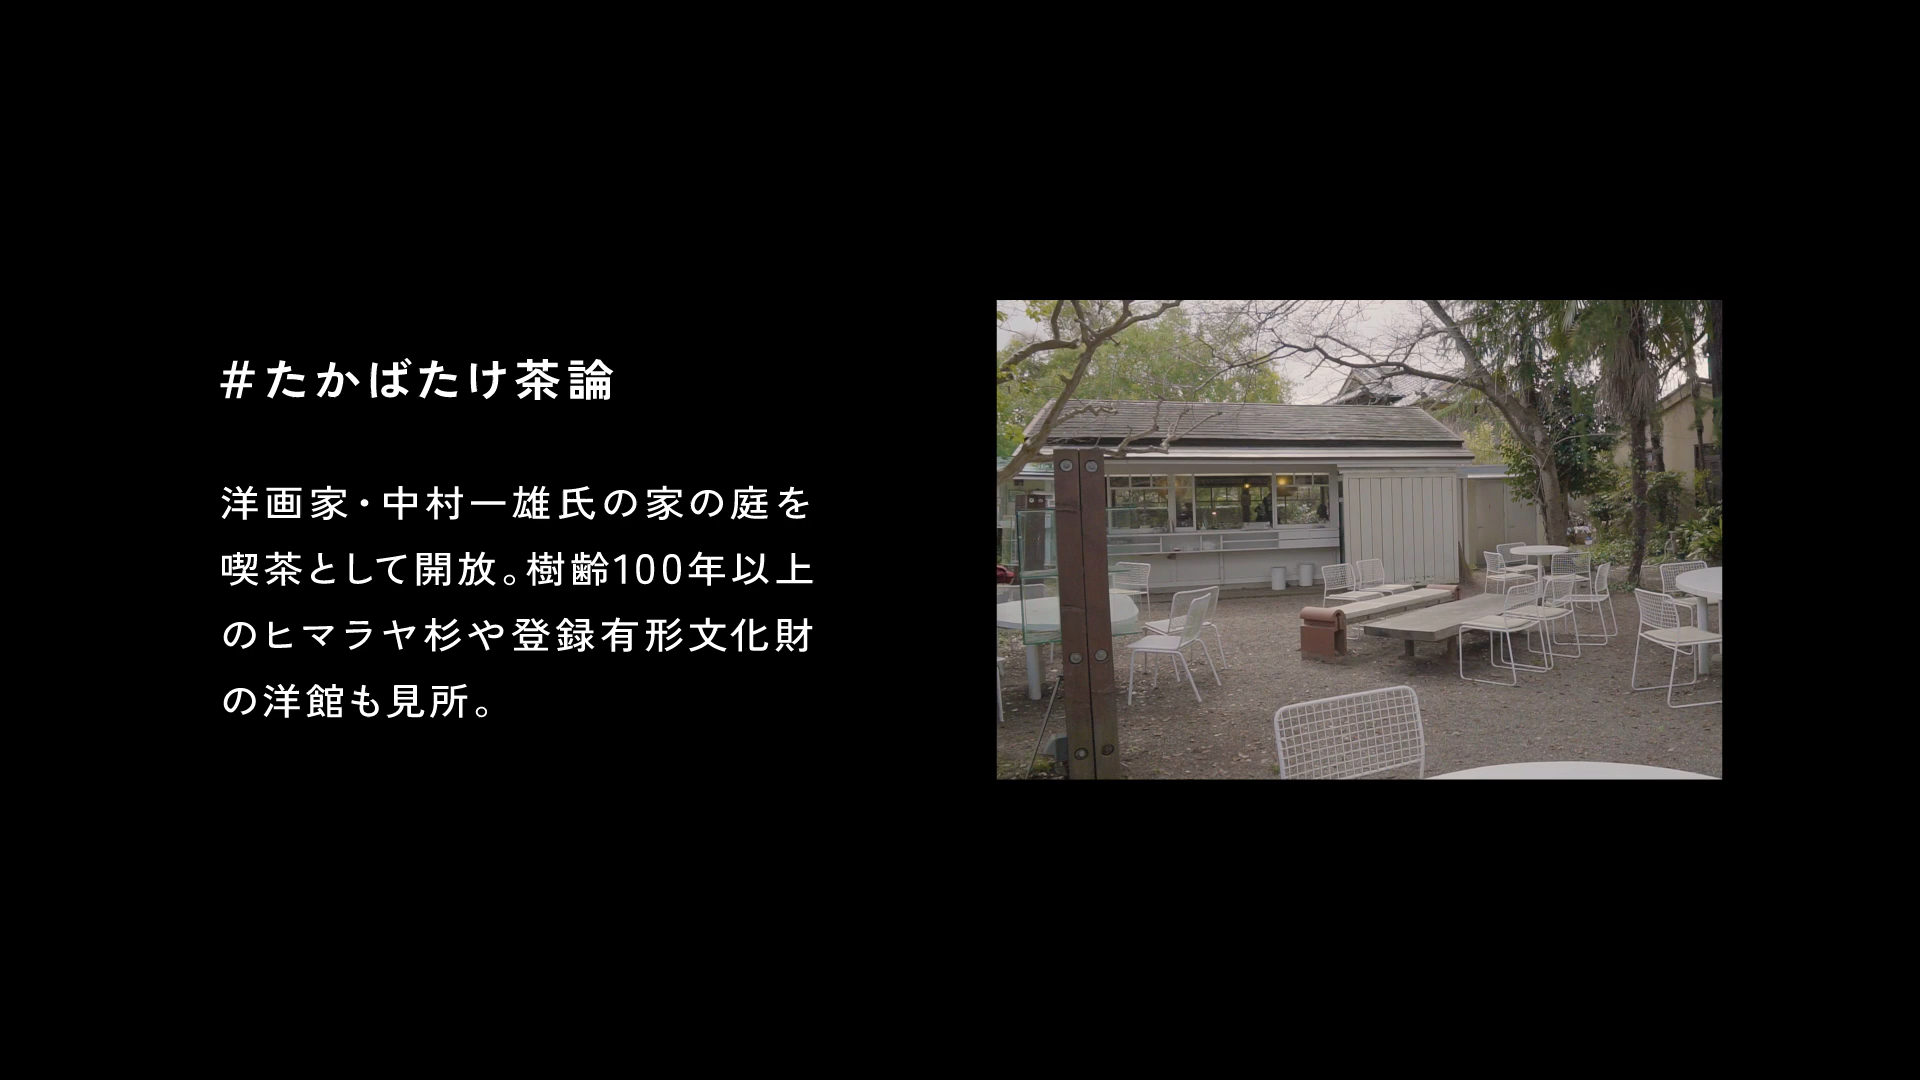 #たかばたけ茶論
洋画家・中村一雄氏の家の庭を
喫茶として開放。樹齢100年以上
のヒマラヤ杉や登録有形文化財
の洋館も見所。